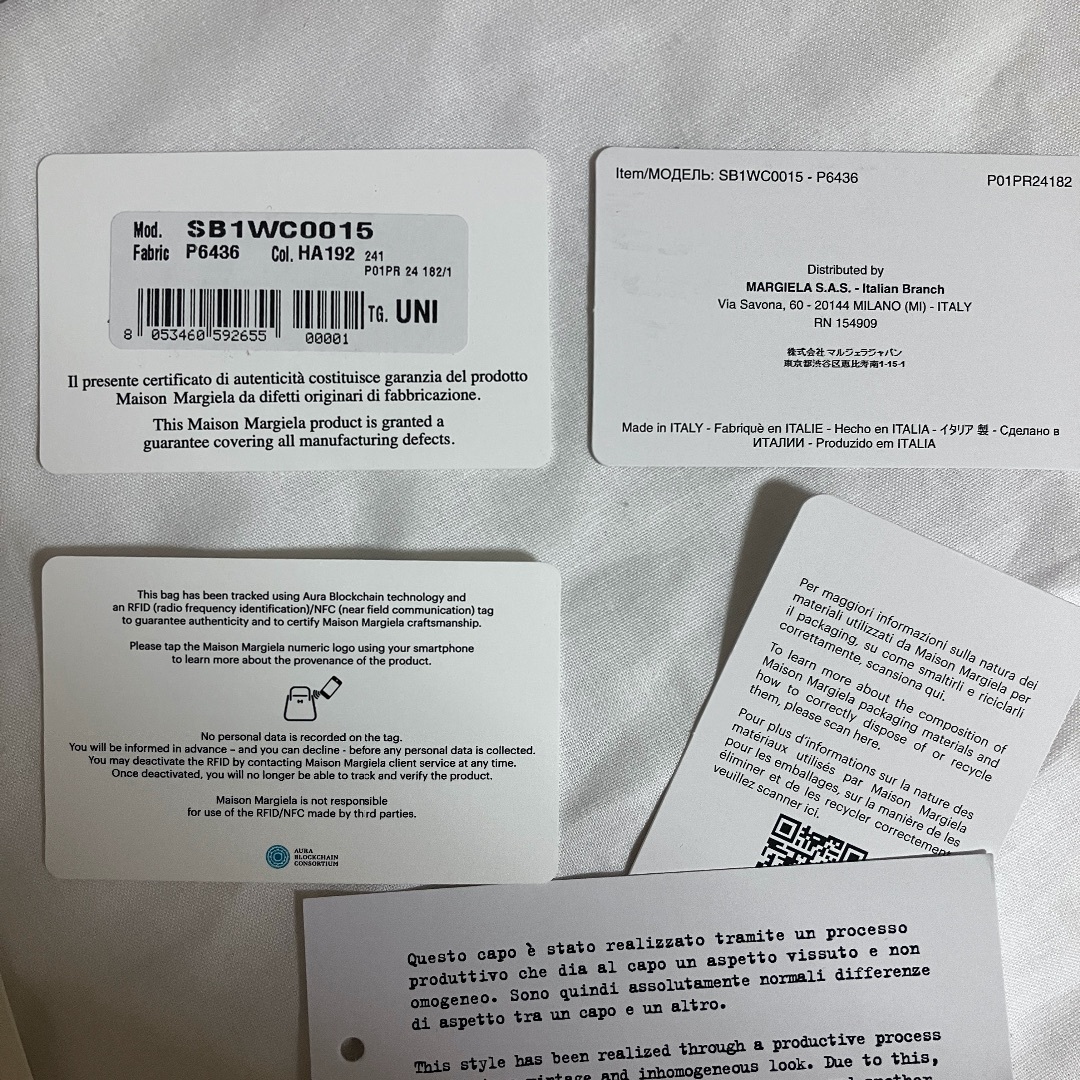 Mod. SB1WC0015
Fabric P6436 Col. HA192 241
P01PR 24 182/1
TG. UNI
8 053460 592655 00001
Il presente certificato di autenticità costituisce garanzia del prodotto
Maison Margiela da difetti originari di fabbricazione.
This Maison Margiela product is granted a
guarantee covering all manufacturing defects.
Item/МОДЕЛЬ: SB1WC0015 - P6436 P01PR24182
Distributed by
MARGIELA S.A.S. - Italian Branch
Via Savona, 60 - 20144 MILANO (MI) - ITALY
RN 154909
株式会社 マルジェラジャパン
東京都渋谷区恵比寿南1-15-1
Made in ITALY - Fabriquè en ITALIE - Hecho en ITALIA - イタリア 製 - Сделано в
ИТАЛИИ - Produzido em ITALIA
This bag has been tracked using Aura Blockchain technology and
an RFID (radio frequency identification)/NFC (near field communication) tag
to guarantee authenticity and to certify Maison Margiela craftsmanship.
Please tap the Maison Margiela numeric logo using your smartphone
to learn more about the provenance of the product.
No personal data is recorded on the tag.
You will be informed in advance – and you can decline - before any personal data is collected.
You may deactivate the RFID by contacting Maison Margiela client service at any time.
Once deactivated, you will no longer be able to track and verify the product.
Maison Margiela is not responsible
for use of the RFID/NFC made by third parties.
AURA
BLOCKCHAIN
CONSORTIUM
Per maggiori informazioni sulla natura dei
materiali utilizzati da Maison Margiela per
il packaging, su come smaltirli e riciclarli
correttamente, scansiona qui.
To learn more about the composition of
Maison Margiela packaging materials and
how to correctly dispose of or recycle
them, please scan here.
Pour plus d'informations sur la nature des
matériaux utilisés par Maison Margiela
pour les emballages, sur la manière de les
éliminer et de les recycler correctement
veuillez scanner ici.
Questo capo è stato realizzato tramite un processo
produttivo che dia al capo un aspetto vissuto e non
omogeneo. Sono quindi assolutamente normali differenze
di aspetto tra un capo e un altro.
This style has been realized through a productive process
vintage and inhomogeneous look. Due to this,
another